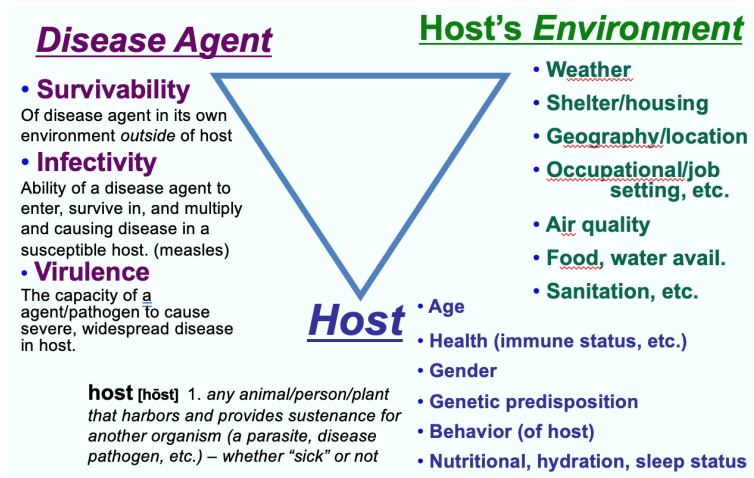 Disease Agent
• Survivability
Of disease agent in its own
environment outside of host
• Infectivity
Ability of a disease agent to
enter, survive in, and multiply
and causing disease in a
susceptible host. (measles)
• Virulence
The capacity of a
agent/pathogen to cause
severe, widespread disease
in host.
Host's Environment
• Weather
• Shelter/housing
• Geography/location
• Occupational/job
setting, etc.
• Air quality
• Food, water avail.
• Sanitation, etc.
Host
• Age
• Health (immune status, etc.)
• Gender
• Genetic predisposition
• Behavior (of host)
• Nutritional, hydration, sleep status
host [hōst] 1. any animal/person/plant
that harbors and provides sustenance for
another organism (a parasite, disease
pathogen, etc.) – whether “sick” or not